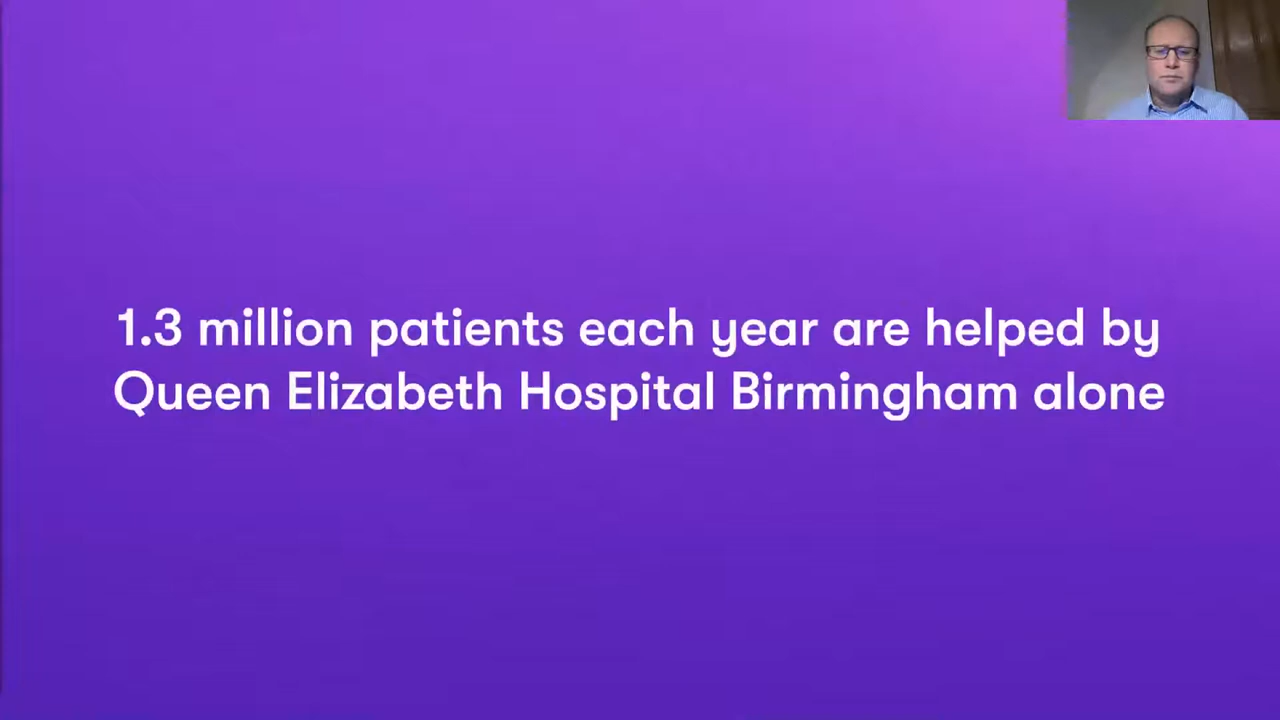 1.3 million patients each year are helped by
Queen Elizabeth Hospital Birmingham alone